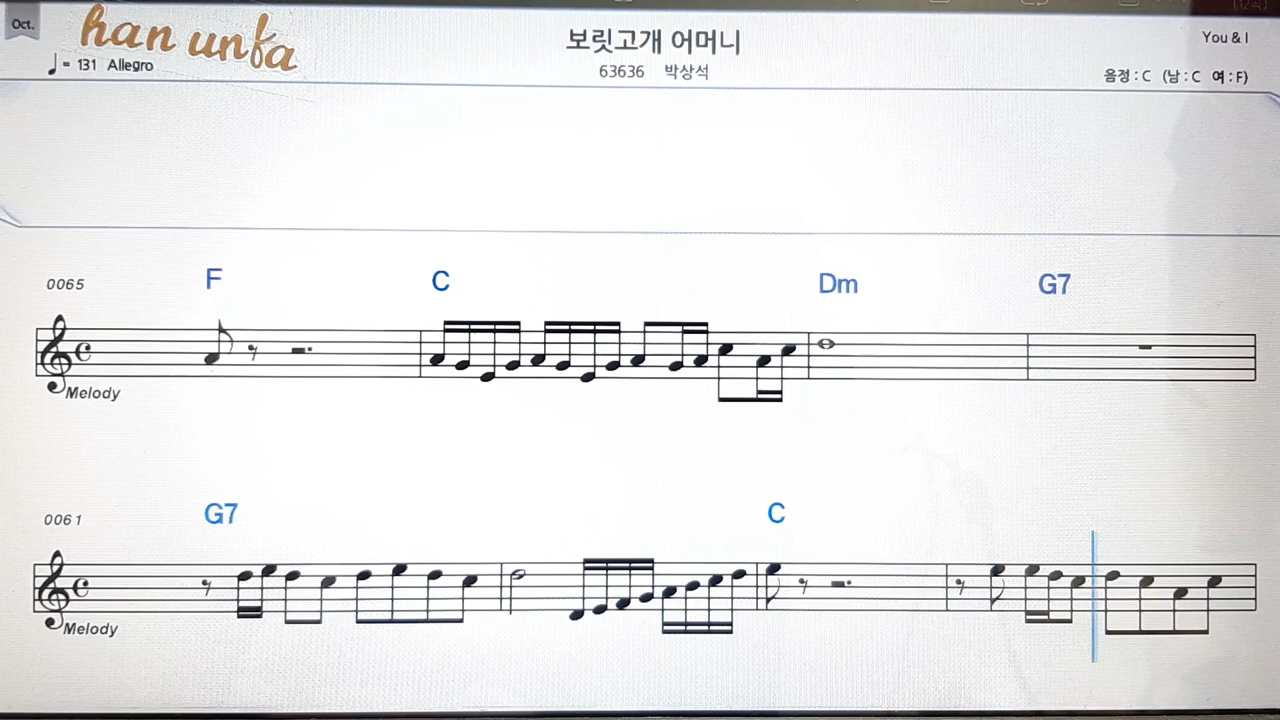 Oct.
han unfa
보릿고개 어머니
You & I
♩= 131 Allegro
63636 박상석
음정 : C (남 : C 여 : F)
0065 F C Dm G7
Melody
0061 G7 C
Melody